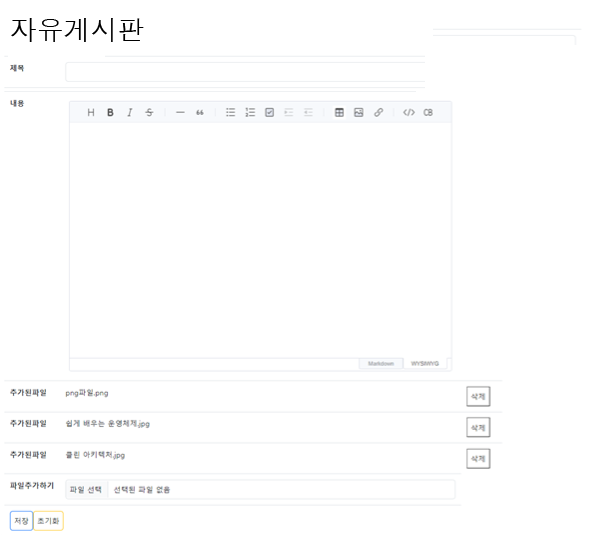 자유게시판
제목
내용
H B I S — ❝ </> CB
Markdown WYSIWYG
추가된파일 png파일.png 삭제
추가된파일 쉽게 배우는 운영체제.jpg 삭제
추가된파일 클린 아키텍처.jpg 삭제
파일추가하기 파일 선택 선택된 파일 없음
저장 초기화